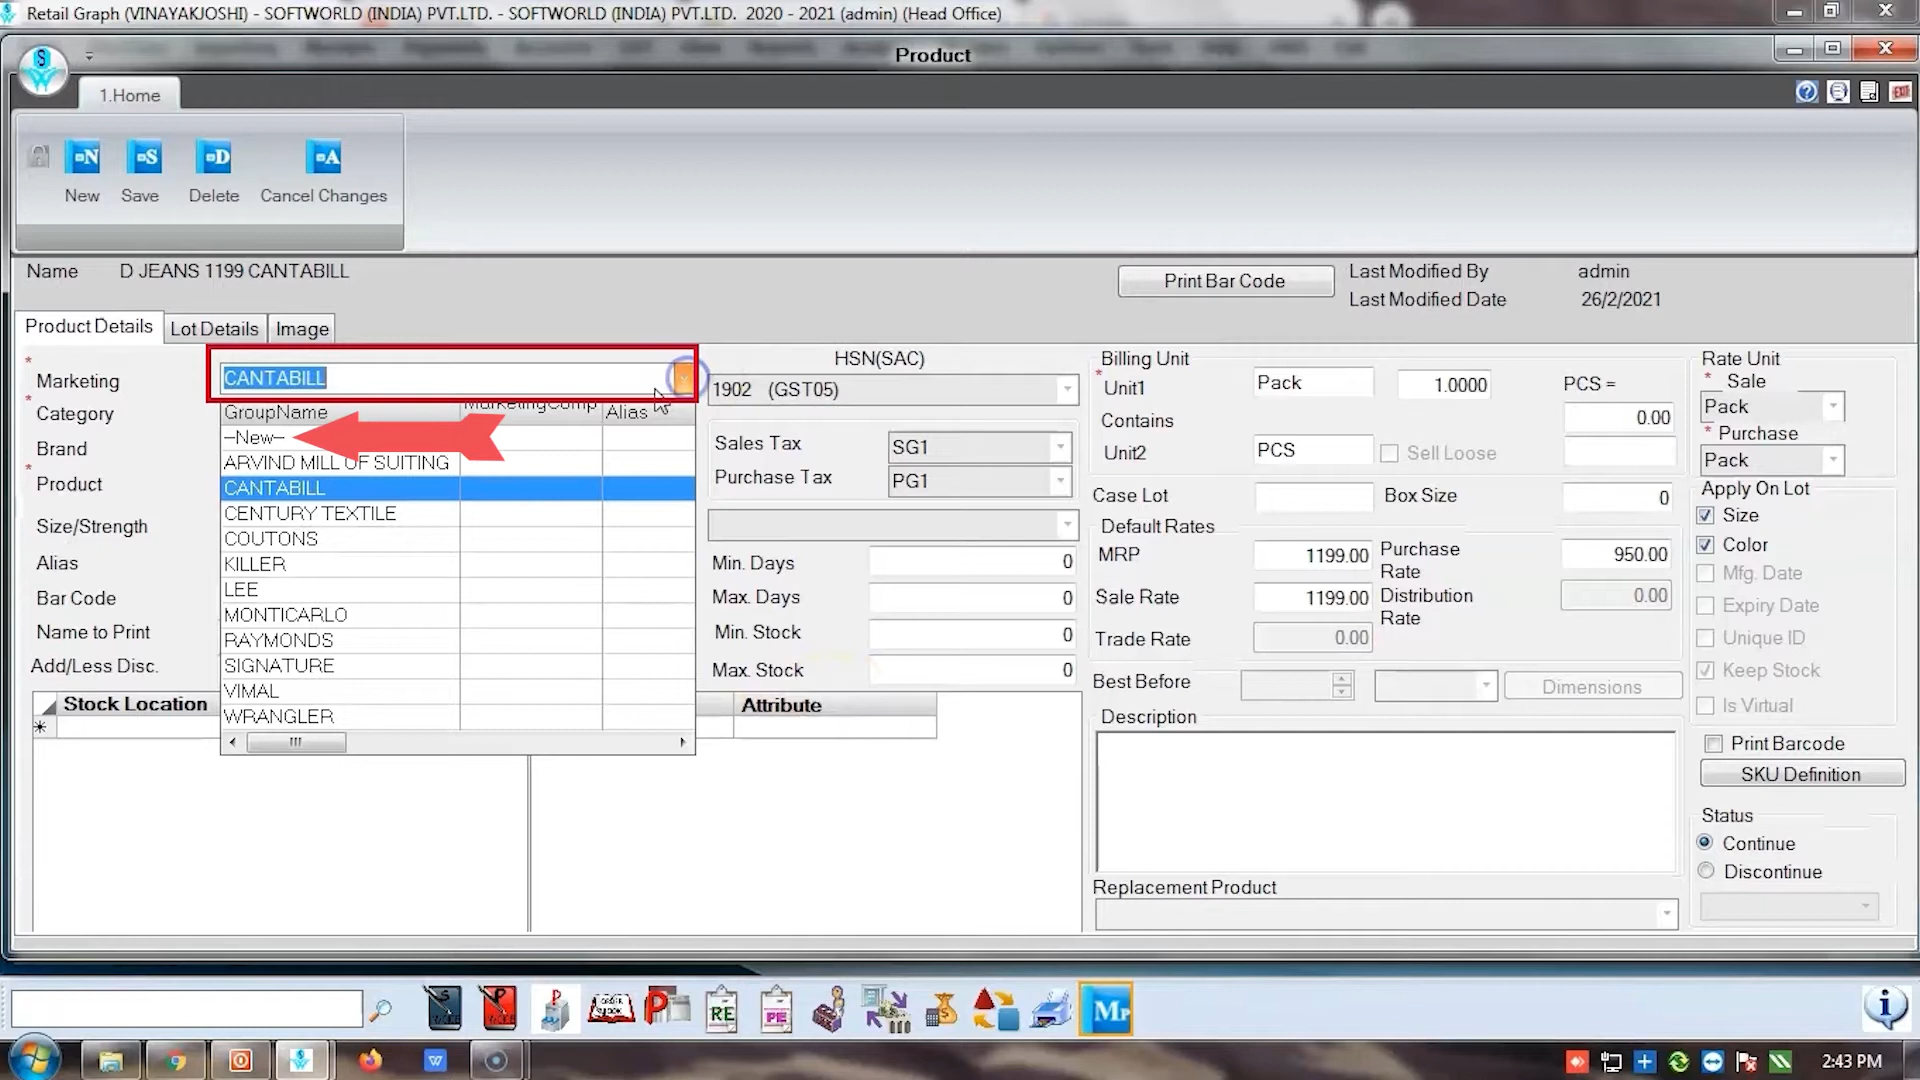 Retail Graph (VINAYAKJOSHI) - SOFTWORLD (INDIA) PVT.LTD. - SOFTWORLD (INDIA) PVT.LTD.  2020 - 2021 (admin) (Head Office)
Product
1.Home
New
Save
Delete
Cancel Changes
Name D JEANS 1199 CANTABILL
Print Bar Code
Last Modified By admin
Last Modified Date 26/2/2021
Product Details
Lot Details
Image
* Marketing
CANTABILL
* Category
Brand
* Product
Size/Strength
Alias
Bar Code
Name to Print
Add/Less Disc.
GroupName MarketingComp Alias
--New--
ARVIND MILL OF SUITING
CANTABILL
CENTURY TEXTILE
COUTONS
KILLER
LEE
MONTICARLO
RAYMONDS
SIGNATURE
VIMAL
WRANGLER
Stock Location
Attribute
HSN(SAC)
1902 (GST05)
Sales Tax SG1
Purchase Tax PG1
Min. Days 0
Max. Days 0
Min. Stock 0
Max. Stock 0
Billing Unit
* Unit1 Pack 1.0000 PCS =
Contains 0.00
Unit2 PCS Sell Loose
Case Lot Box Size 0
Default Rates
MRP 1199.00 Purchase Rate 950.00
Sale Rate 1199.00 Distribution Rate 0.00
Trade Rate 0.00
Best Before Dimensions
Description
Replacement Product
Rate Unit
* Sale
Pack
* Purchase
Pack
Apply On Lot
Size
Color
Mfg. Date
Expiry Date
Unique ID
Keep Stock
Is Virtual
Print Barcode
SKU Definition
Status
Continue
Discontinue
RE
PE
MP
2:43 PM